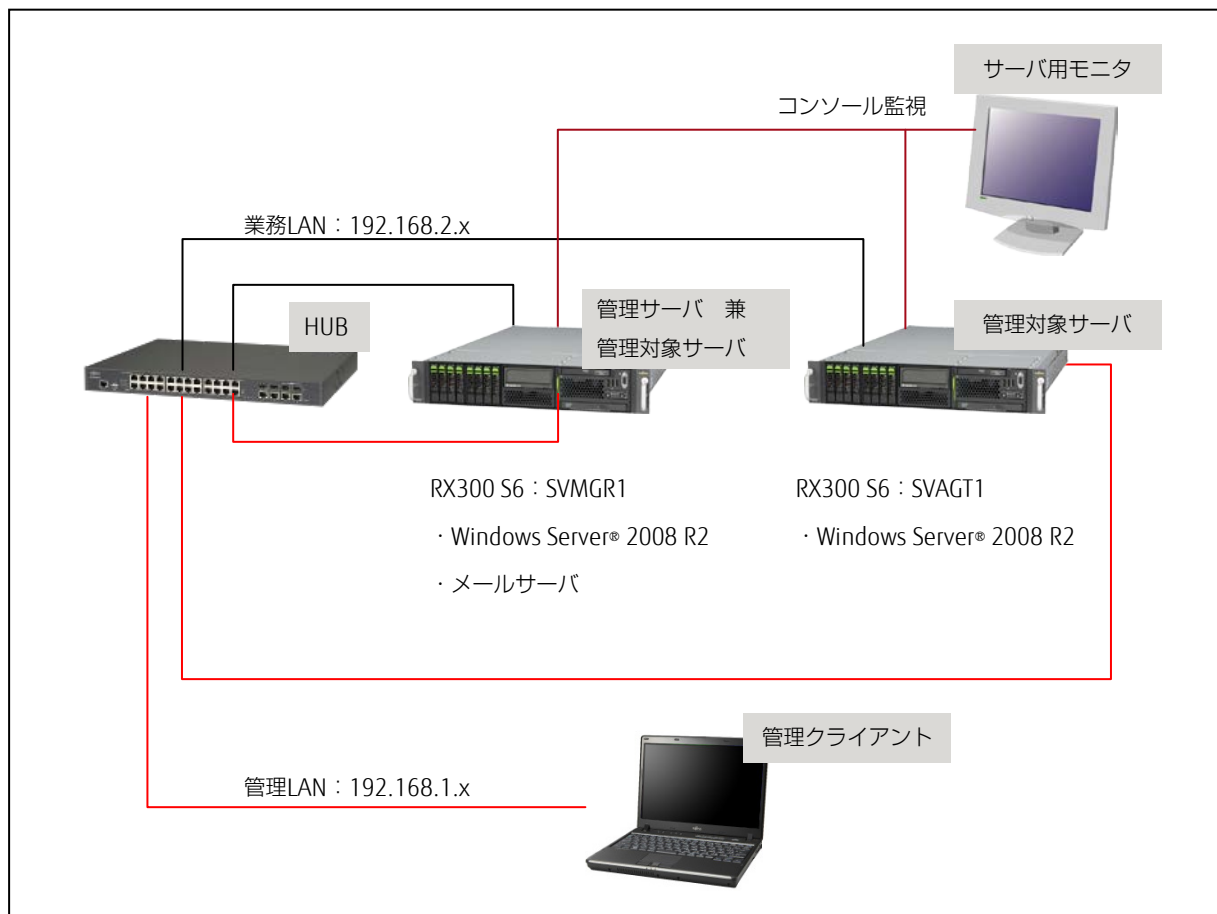 サーバ用モニタ
コンソール監視
業務LAN：192.168.2.x
HUB
管理サーバ　兼
管理対象サーバ
管理対象サーバ
RX300 S6：SVMGR1
・Windows Server® 2008 R2
・メールサーバ
RX300 S6：SVAGT1
・Windows Server® 2008 R2
管理クライアント
管理LAN：192.168.1.x